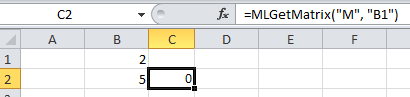 C2 fx =MLGetMatrix("M", "B1")
A B C D E F
1 2
2 5 0